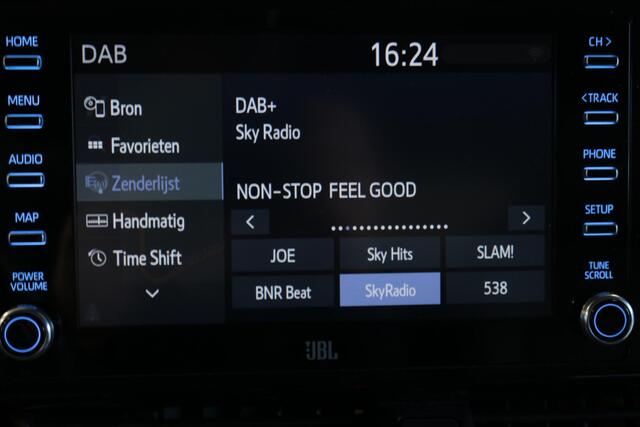 HOME
MENU
AUDIO
MAP
POWER
VOLUME
DAB
16:24
Bron
Favorieten
Zenderlijst
Handmatig
Time Shift
DAB+
Sky Radio
NON-STOP FEEL GOOD
JOE
Sky Hits
SLAM!
BNR Beat
SkyRadio
538
CH >
< TRACK
PHONE
SETUP
TUNE
SCROLL
JBL